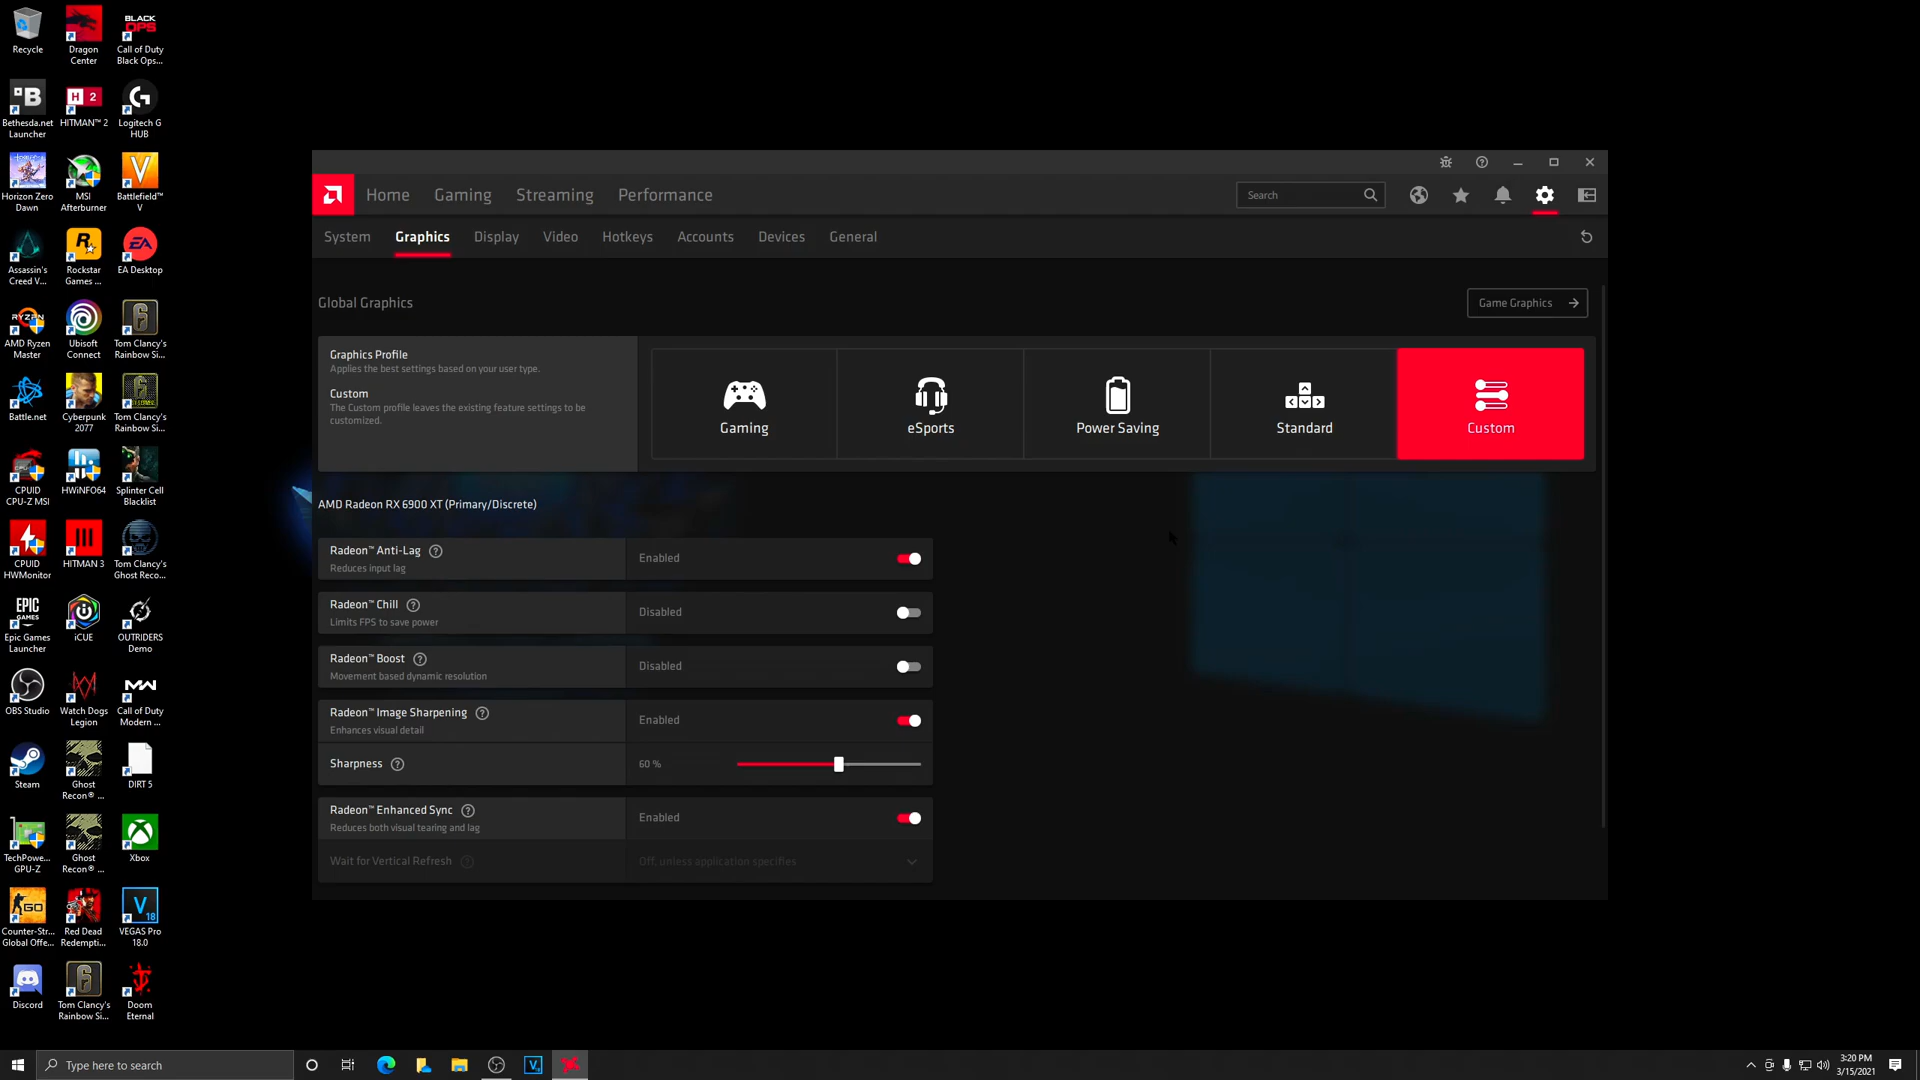 Recycle
Dragon
Center
Call of Duty
Black Ops...
BLACK
OPS
Bethesda.net
Launcher
HITMAN™ 2
Logitech G
HUB
Horizon Zero
Dawn
MSI
Afterburner
Battlefield™
V
Assassin's
Creed V...
Rockstar
Games ...
EA Desktop
AMD Ryzen
Master
Ubisoft
Connect
Tom Clancy's
Rainbow Si...
Battle.net
Cyberpunk
2077
Tom Clancy's
Rainbow Si...
CPUID
CPU-Z MSI
HWiNFO64
Splinter Cell
Blacklist
CPUID
HWMonitor
HITMAN 3
Tom Clancy's
Ghost Reco...
Epic Games
Launcher
iCUE
OUTRIDERS
Demo
OBS Studio
Watch Dogs
Legion
Call of Duty
Modern ...
Steam
Ghost
Recon® ...
DIRT 5
TechPowe...
GPU-Z
Ghost
Recon® ...
Xbox
Counter-Str...
Global Offe...
Red Dead
Redempti...
VEGAS Pro
18.0
Discord
Tom Clancy's
Rainbow Si...
Doom
Eternal
Home Gaming Streaming Performance
Search
System Graphics Display Video Hotkeys Accounts Devices General
Global Graphics
Game Graphics
Graphics Profile
Applies the best settings based on your user type.
Custom
The Custom profile leaves the existing feature settings to be
customized.
Gaming
eSports
Power Saving
Standard
Custom
AMD Radeon RX 6900 XT (Primary/Discrete)
Radeon™ Anti-Lag
Reduces input lag
Enabled
Radeon™ Chill
Limits FPS to save power
Disabled
Radeon™ Boost
Movement based dynamic resolution
Disabled
Radeon™ Image Sharpening
Enhances visual detail
Enabled
Sharpness
60 %
Radeon™ Enhanced Sync
Reduces both visual tearing and lag
Enabled
Wait for Vertical Refresh
Off, unless application specifies
Type here to search
3:20 PM
3/15/2021